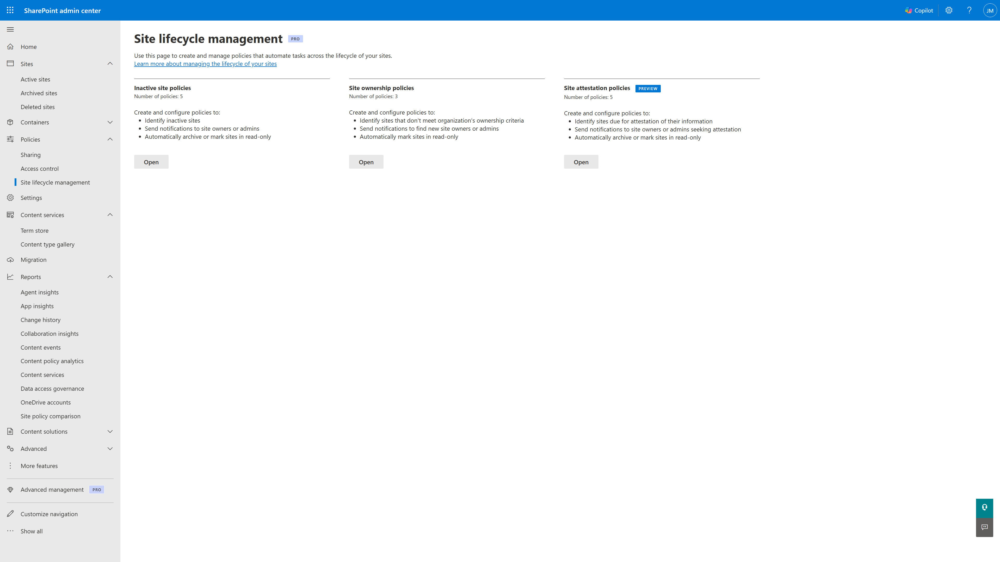 SharePoint admin center
Copilot
JM
Home
Sites
Active sites
Archived sites
Deleted sites
Containers
Policies
Sharing
Access control
Site lifecycle management
Settings
Content services
Term store
Content type gallery
Migration
Reports
Agent insights
App insights
Change history
Collaboration insights
Content events
Content policy analytics
Content services
Data access governance
OneDrive accounts
Site policy comparison
Content solutions
Advanced
More features
Advanced management PRO
Customize navigation
Show all
Site lifecycle management PRO
Use this page to create and manage policies that automate tasks across the lifecycle of your sites.
Learn more about managing the lifecycle of your sites
Inactive site policies
Number of policies: 5
Create and configure policies to:
• Identify inactive sites
• Send notifications to site owners or admins
• Automatically archive or mark sites in read-only
Open
Site ownership policies
Number of policies: 3
Create and configure policies to:
• Identify sites that don't meet organization's ownership criteria
• Send notifications to find new site owners or admins
• Automatically mark sites in read-only
Open
Site attestation policies PREVIEW
Number of policies: 5
Create and configure policies to:
• Identify sites due for attestation of their information
• Send notifications to site owners or admins seeking attestation
• Automatically archive or mark sites in read-only
Open